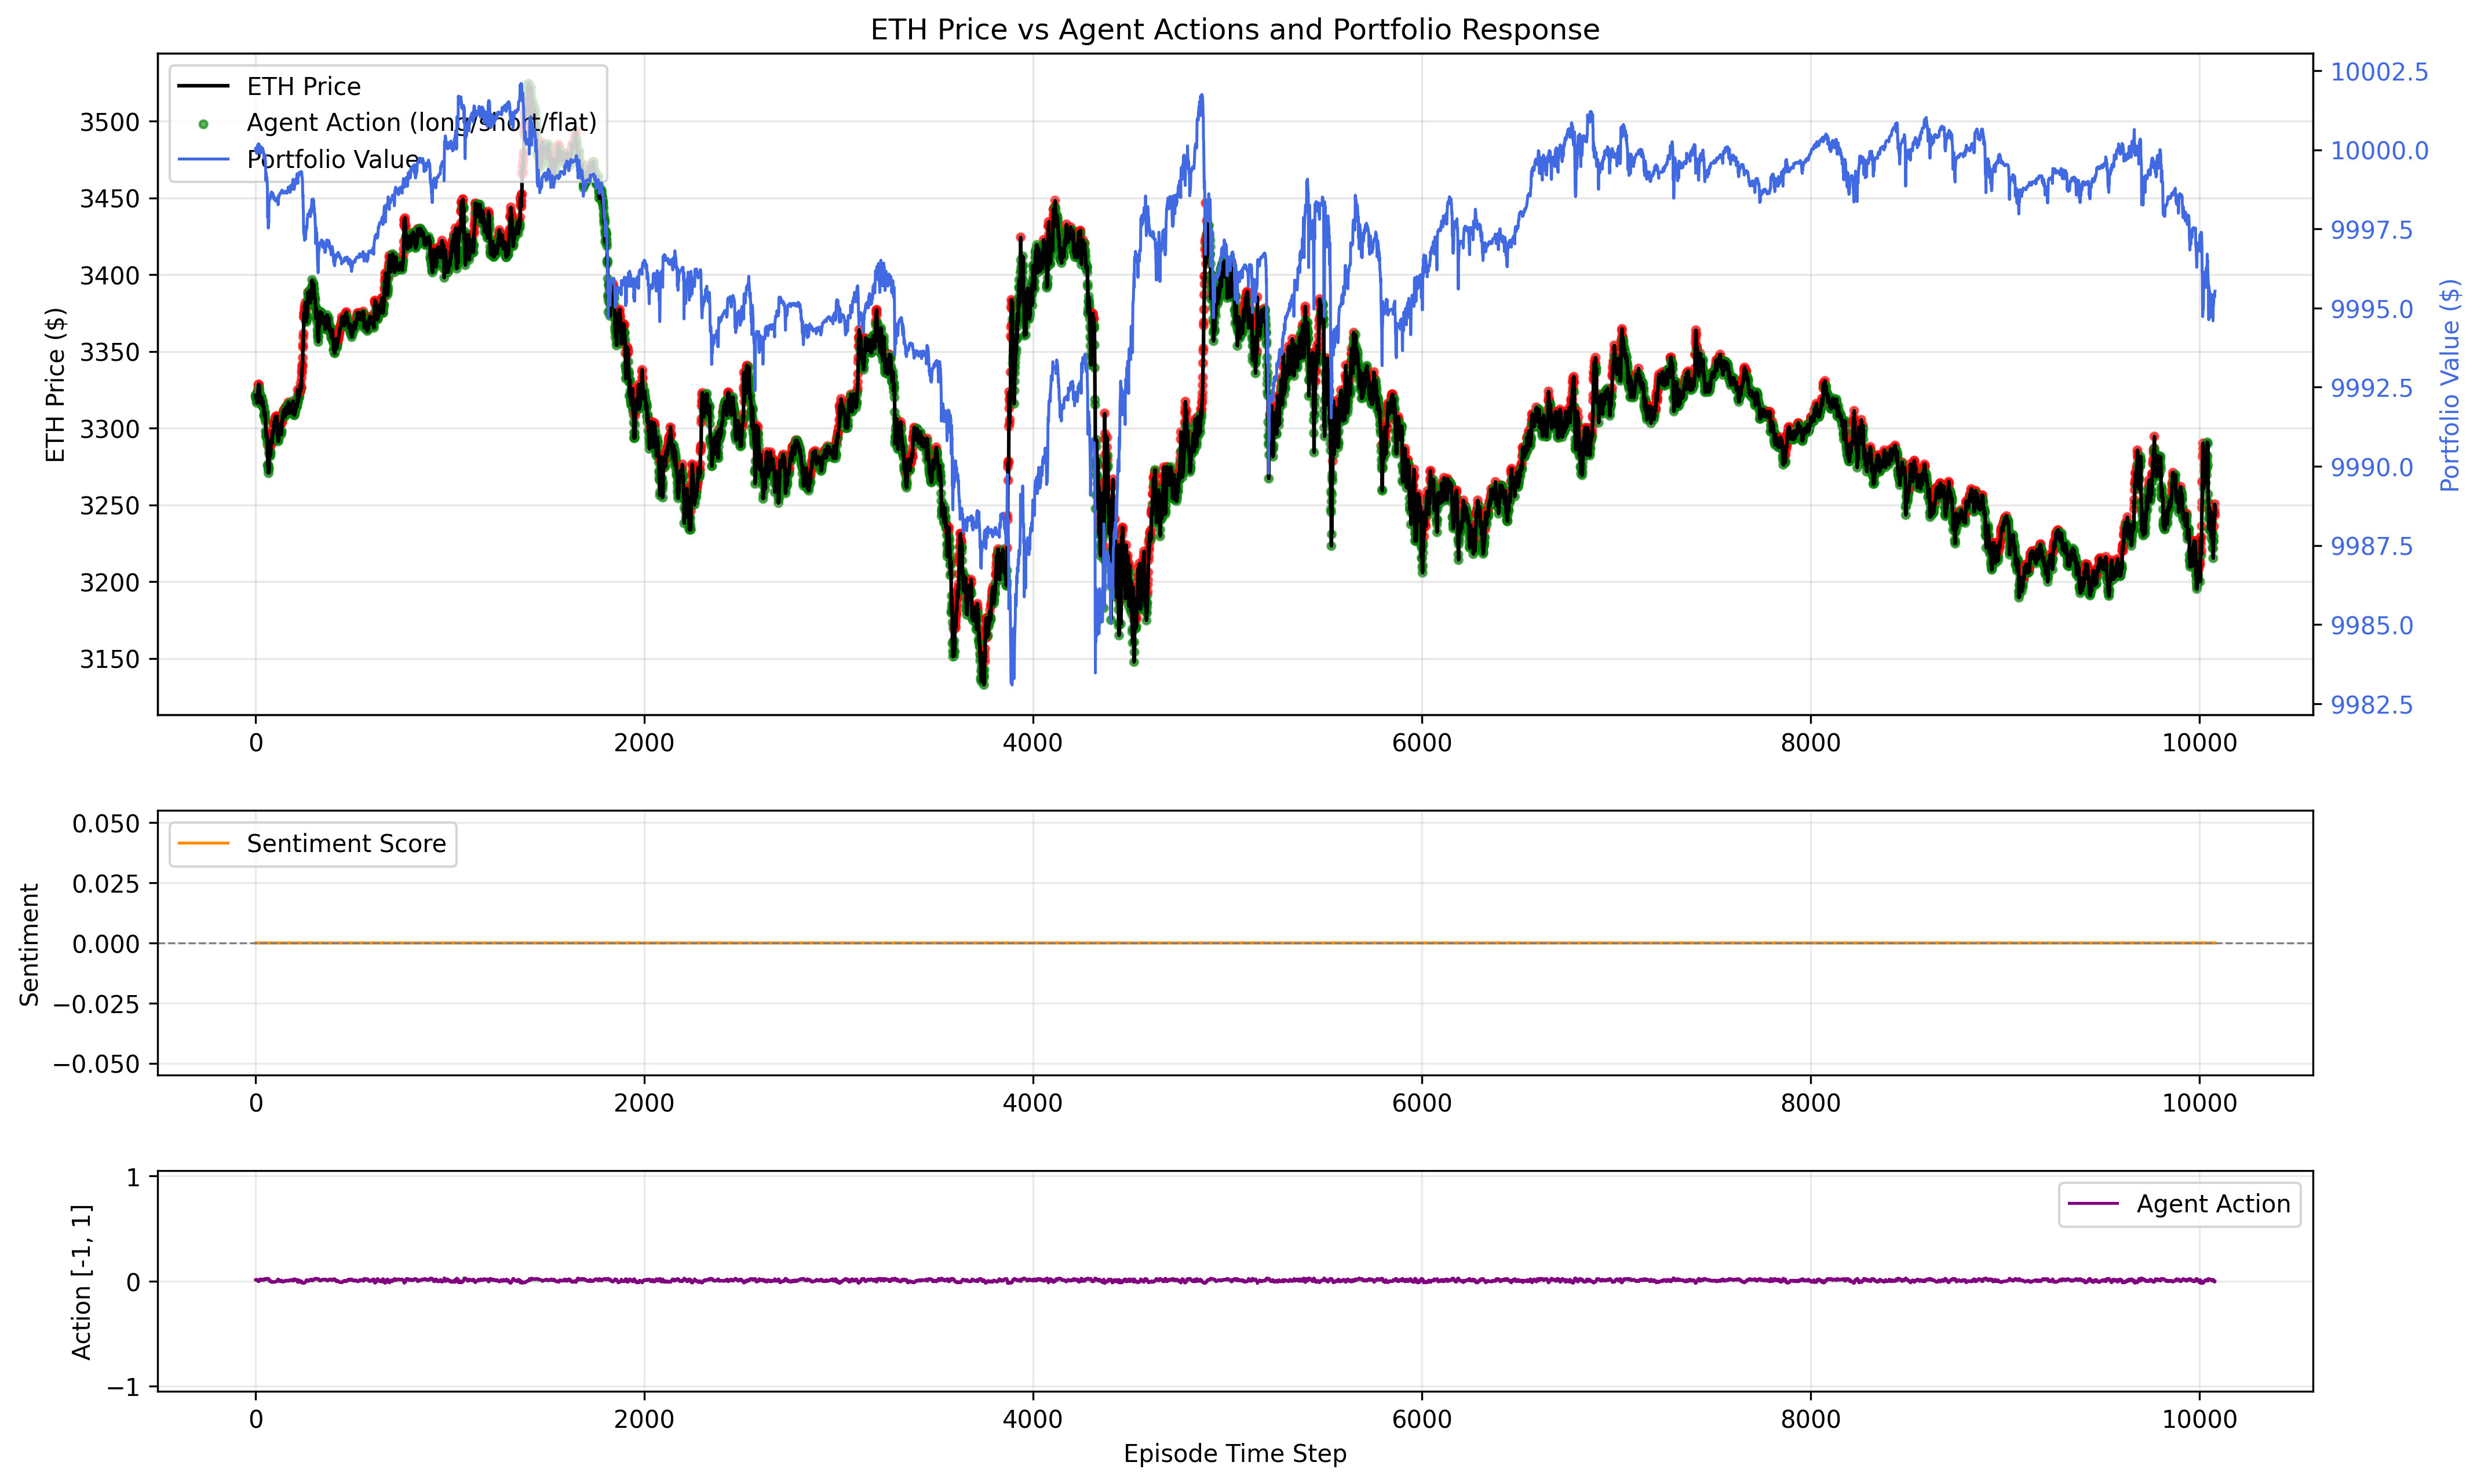 ETH Price vs Agent Actions and Portfolio Response
ETH Price
Agent Action (long/short/flat)
Portfolio Value
ETH Price ($)
3500
3450
3400
3350
3300
3250
3200
3150
10002.5
10000.0
9997.5
9995.0
9992.5
9990.0
9987.5
9985.0
9982.5
Portfolio Value ($)
0 2000 4000 6000 8000 10000
Sentiment Score
Sentiment
0.050
0.025
0.000
−0.025
−0.050
0 2000 4000 6000 8000 10000
Agent Action
Action [-1, 1]
1
0
−1
0 2000 4000 6000 8000 10000
Episode Time Step